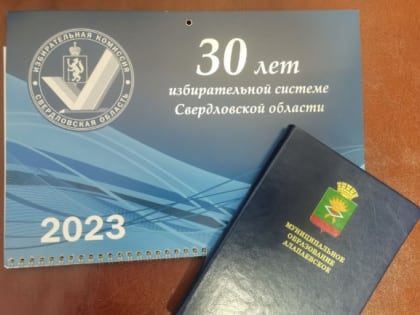 ИЗБИРАТЕЛЬНАЯ КОМИССИЯ
СВЕРДЛОВСКАЯ ОБЛАСТЬ
30 лет
избирательной системе
Свердловской области
2023
МУНИЦИПАЛЬНОЕ
ОБРАЗОВАНИЕ
АЛАПАЕВСКОЕ